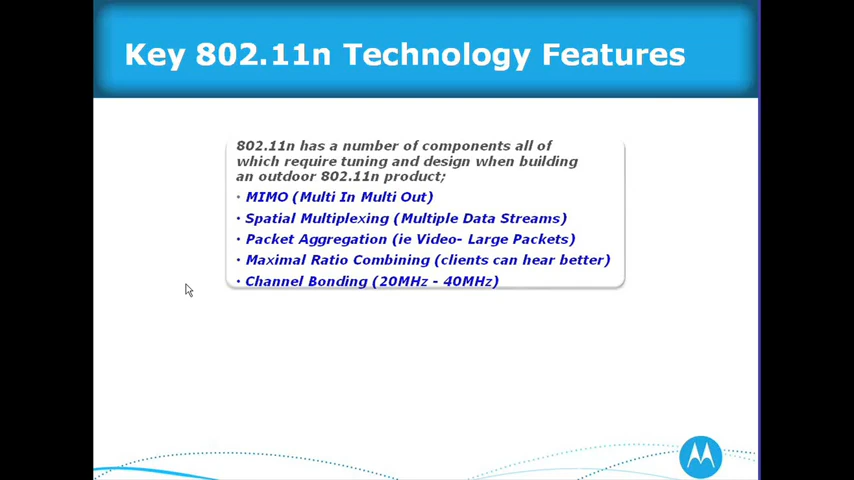 Key 802.11n Technology Features
802.11n has a number of components all of
which require tuning and design when building
an outdoor 802.11n product;
• MIMO (Multi In Multi Out)
• Spatial Multiplexing (Multiple Data Streams)
• Packet Aggregation (ie Video- Large Packets)
• Maximal Ratio Combining (clients can hear better)
• Channel Bonding (20MHz - 40MHz)